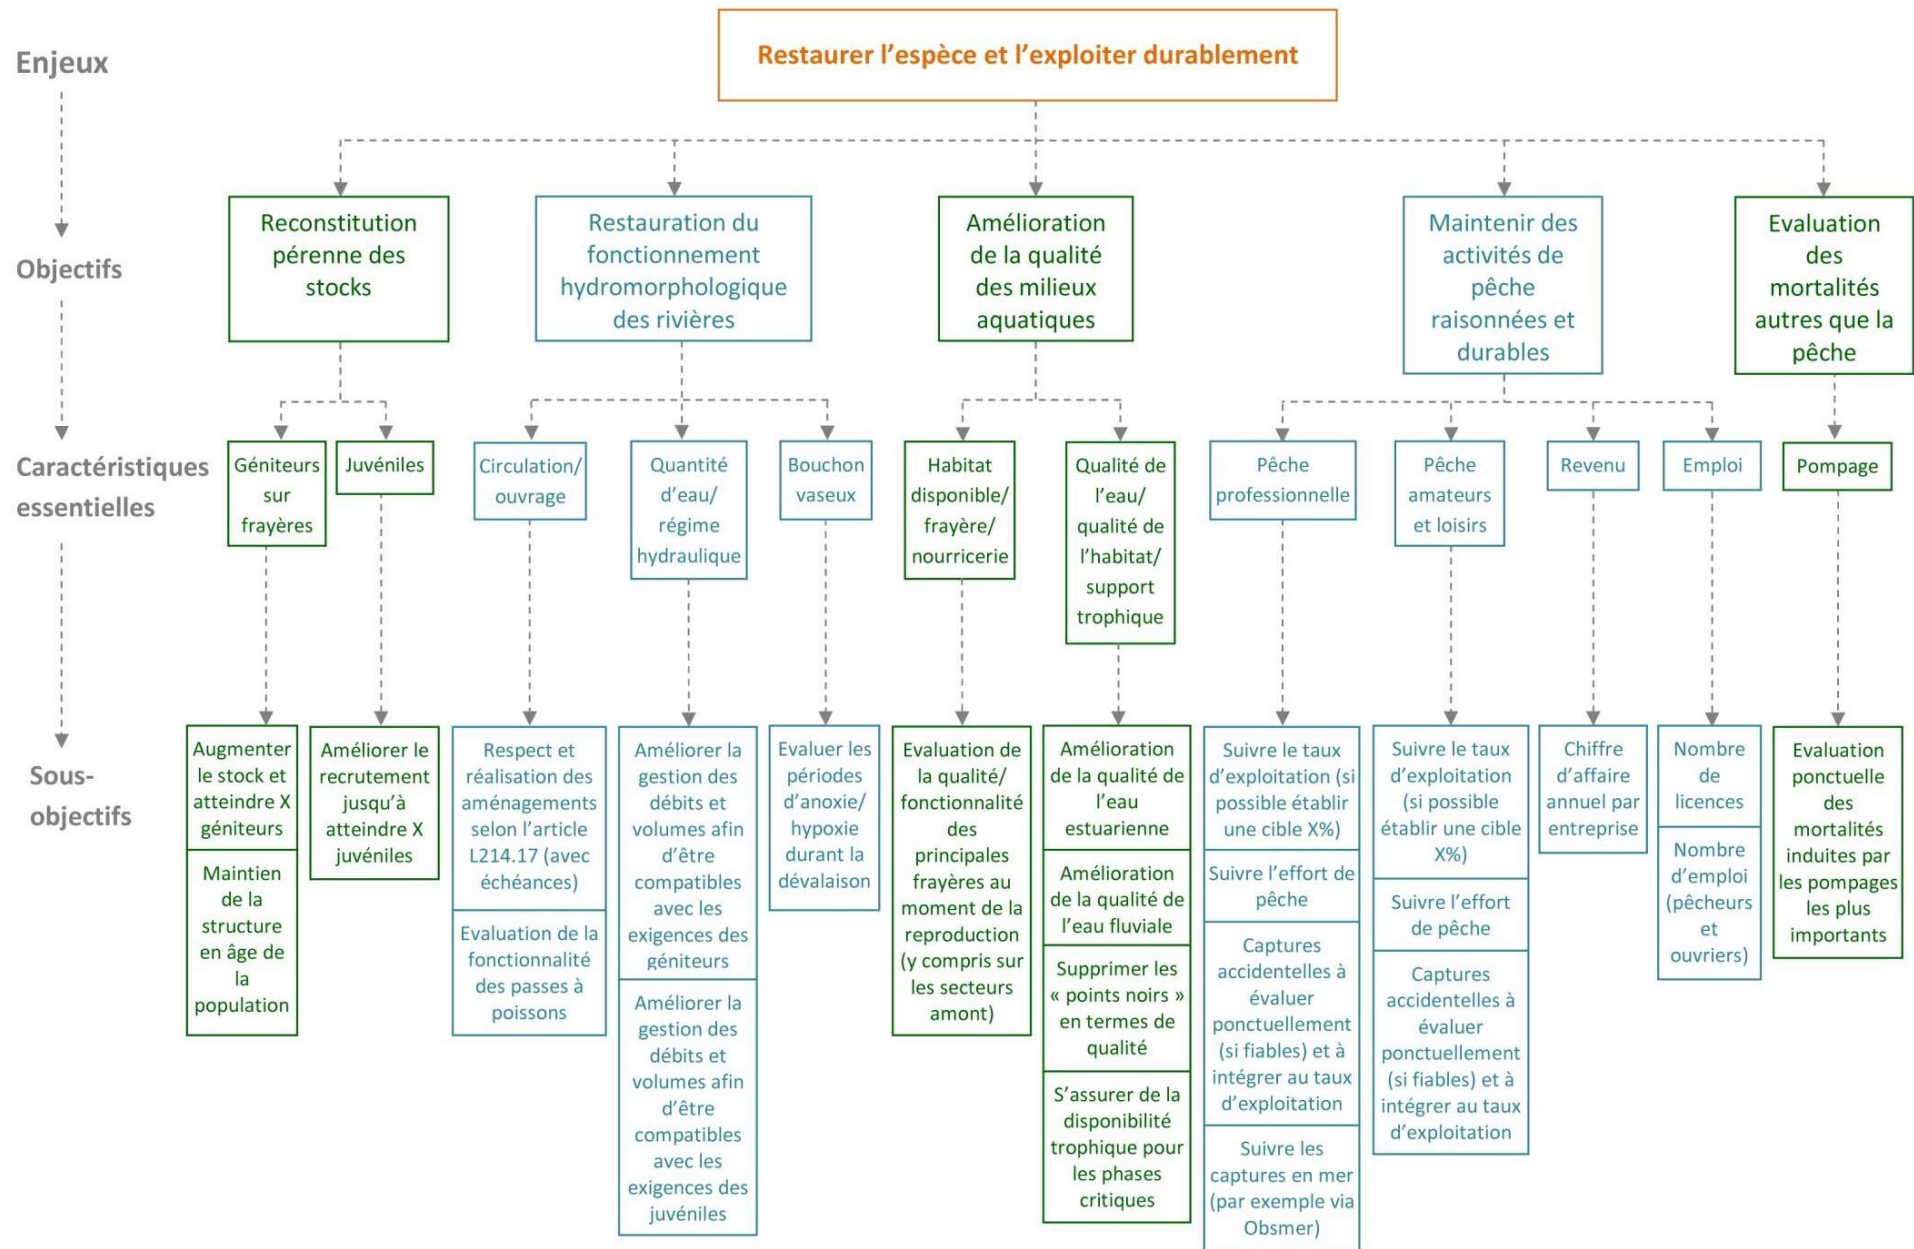 Enjeux
Restaurer l’espèce et l’exploiter durablement
Objectifs
Reconstitution
pérenne des
stocks
Restauration du
fonctionnement
hydromorphologique
des rivières
Amélioration
de la qualité
des milieux
aquatiques
Maintenir des
activités de
pêche
raisonnées et
durables
Evaluation
des
mortalités
autres que la
pêche
Caractéristiques
essentielles
Géniteurs
sur
frayères
Juvéniles
Circulation/
ouvrage
Quantité
d’eau/
régime
hydraulique
Bouchon
vaseux
Habitat
disponible/
frayère/
nourricerie
Qualité de
l’eau/
qualité de
l’habitat/
support
trophique
Pêche
professionnelle
Pêche
amateurs
et loisirs
Revenu
Emploi
Pompage
Sous-
objectifs
Augmenter
le stock et
atteindre X
géniteurs
Maintien
de la
structure
en âge de
la
population
Améliorer le
recrutement
jusqu’à
atteindre X
juvéniles
Respect et
réalisation des
aménagements
selon l’article
L214.17 (avec
échéances)
Evaluation de la
fonctionnalité
des passes à
poissons
Améliorer la
gestion des
débits et
volumes afin
d’être
compatibles
avec les
exigences des
géniteurs
Améliorer la
gestion des
débits et
volumes afin
d’être
compatibles
avec les
exigences des
juvéniles
Evaluer les
périodes
d’anoxie/
hypoxie
durant la
dévalaison
Evaluation de
la qualité/
fonctionnalité
des
principales
frayères au
moment de la
reproduction
(y compris sur
les secteurs
amont)
Amélioration
de la qualité de
l’eau
estuarienne
Amélioration
de la qualité de
l’eau fluviale
Supprimer les
« points noirs »
en termes de
qualité
S’assurer de la
disponibilité
trophique pour
les phases
critiques
Suivre le taux
d’exploitation (si
possible établir
une cible X%)
Suivre l’effort de
pêche
Captures
accidentelles à
évaluer
ponctuellement
(si fiables) et à
intégrer au taux
d’exploitation
Suivre les
captures en mer
(par exemple via
Obsmer)
Suivre le taux
d’exploitation
(si possible
établir une cible
X%)
Suivre l’effort
de pêche
Captures
accidentelles à
évaluer
ponctuellement
(si fiables) et à
intégrer au taux
d’exploitation
Chiffre
d’affaire
annuel par
entreprise
Nombre
de
licences
Nombre
d’emploi
(pêcheurs
et
ouvriers)
Evaluation
ponctuelle
des
mortalités
induites par
les pompages
les plus
importants